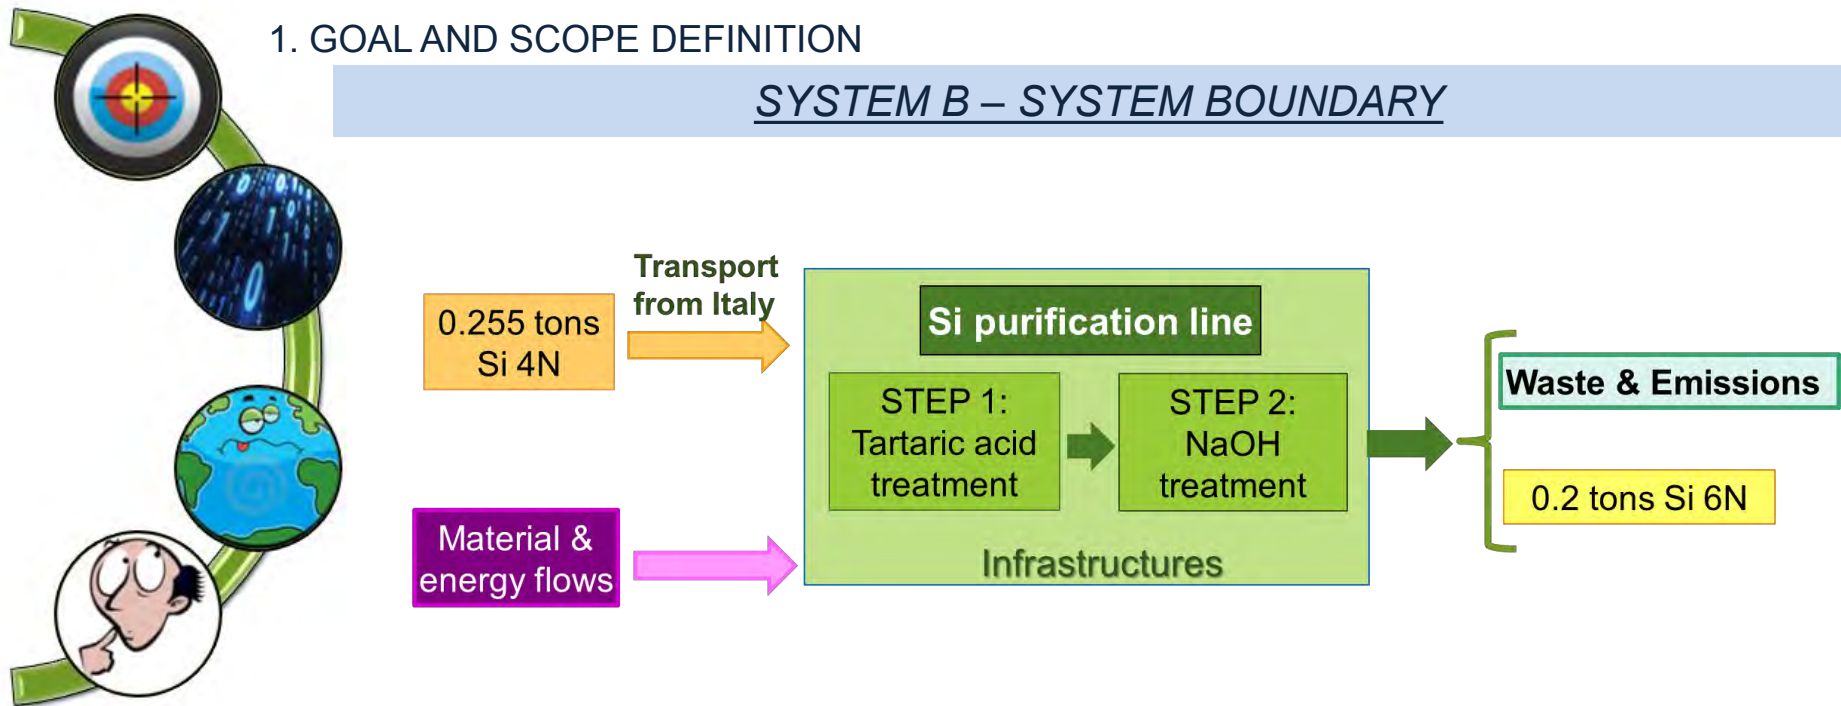 1. GOAL AND SCOPE DEFINITION
SYSTEM B – SYSTEM BOUNDARY
Transport
from Italy
0.255 tons
Si 4N
Si purification line
STEP 1:
Tartaric acid
treatment
STEP 2:
NaOH
treatment
Infrastructures
Material &
energy flows
Waste & Emissions
0.2 tons Si 6N